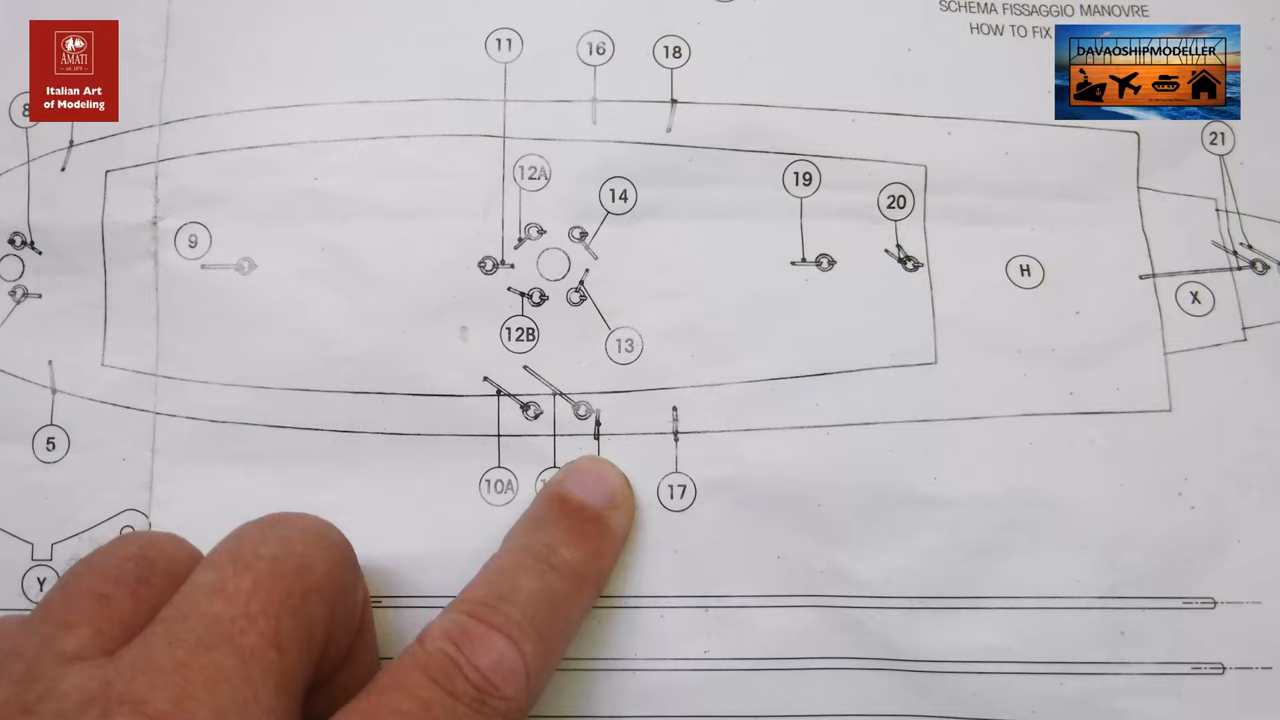 SCHEMA FISSAGGIO MANOVRE
HOW TO FIX
AMATI
est. 1879
Italian Art
of Modeling
DAVAOSHIPMODELLER
11
16
18
8
21
12A
14
19
20
9
H
X
12B
13
5
10A
17
Y